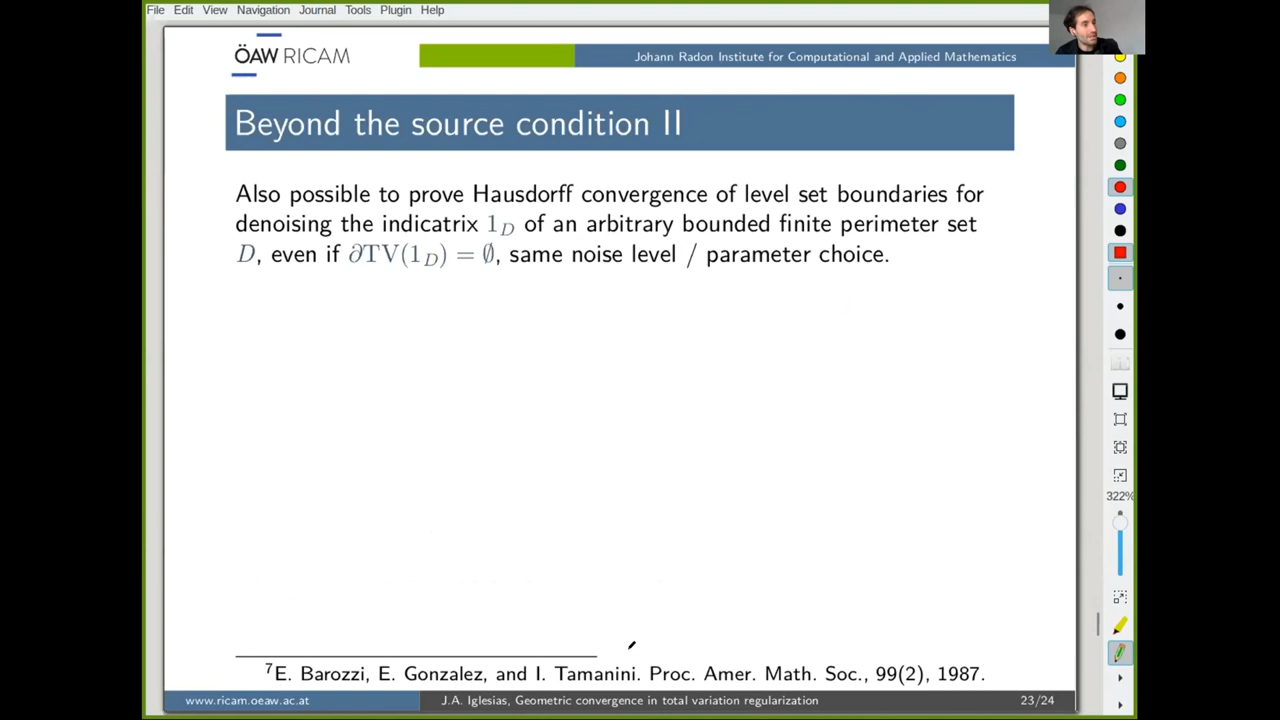 File Edit View Navigation Journal Tools Plugin Help
ÖAW RICAM
Johann Radon Institute for Computational and Applied Mathematics
Beyond the source condition II
Also possible to prove Hausdorff convergence of level set boundaries for
denoising the indicatrix 1_D of an arbitrary bounded finite perimeter set
D, even if ∂TV(1_D) = ∅, same noise level / parameter choice.
322%
⁷E. Barozzi, E. Gonzalez, and I. Tamanini. Proc. Amer. Math. Soc., 99(2), 1987.
www.ricam.oeaw.ac.at J.A. Iglesias, Geometric convergence in total variation regularization 23/24